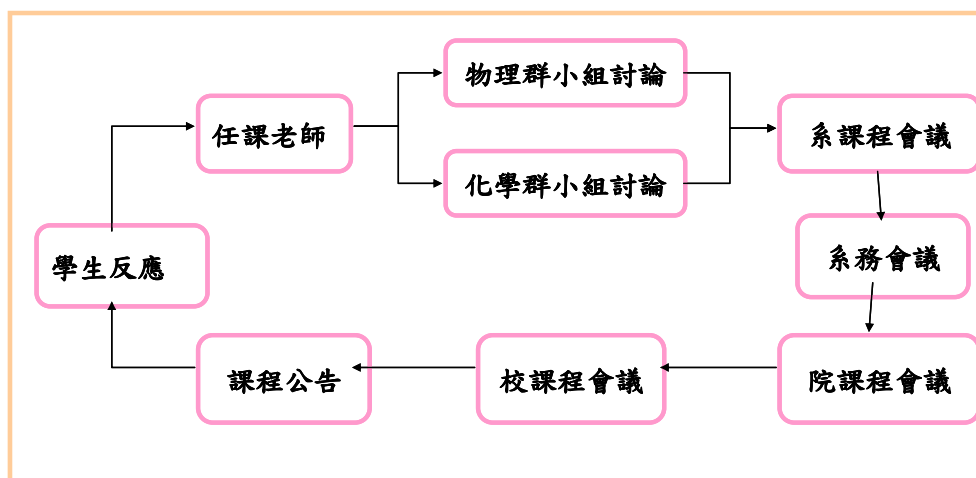 物理群小組討論
任課老師
系課程會議
化學群小組討論
學生反應
系務會議
課程公告
校課程會議
院課程會議